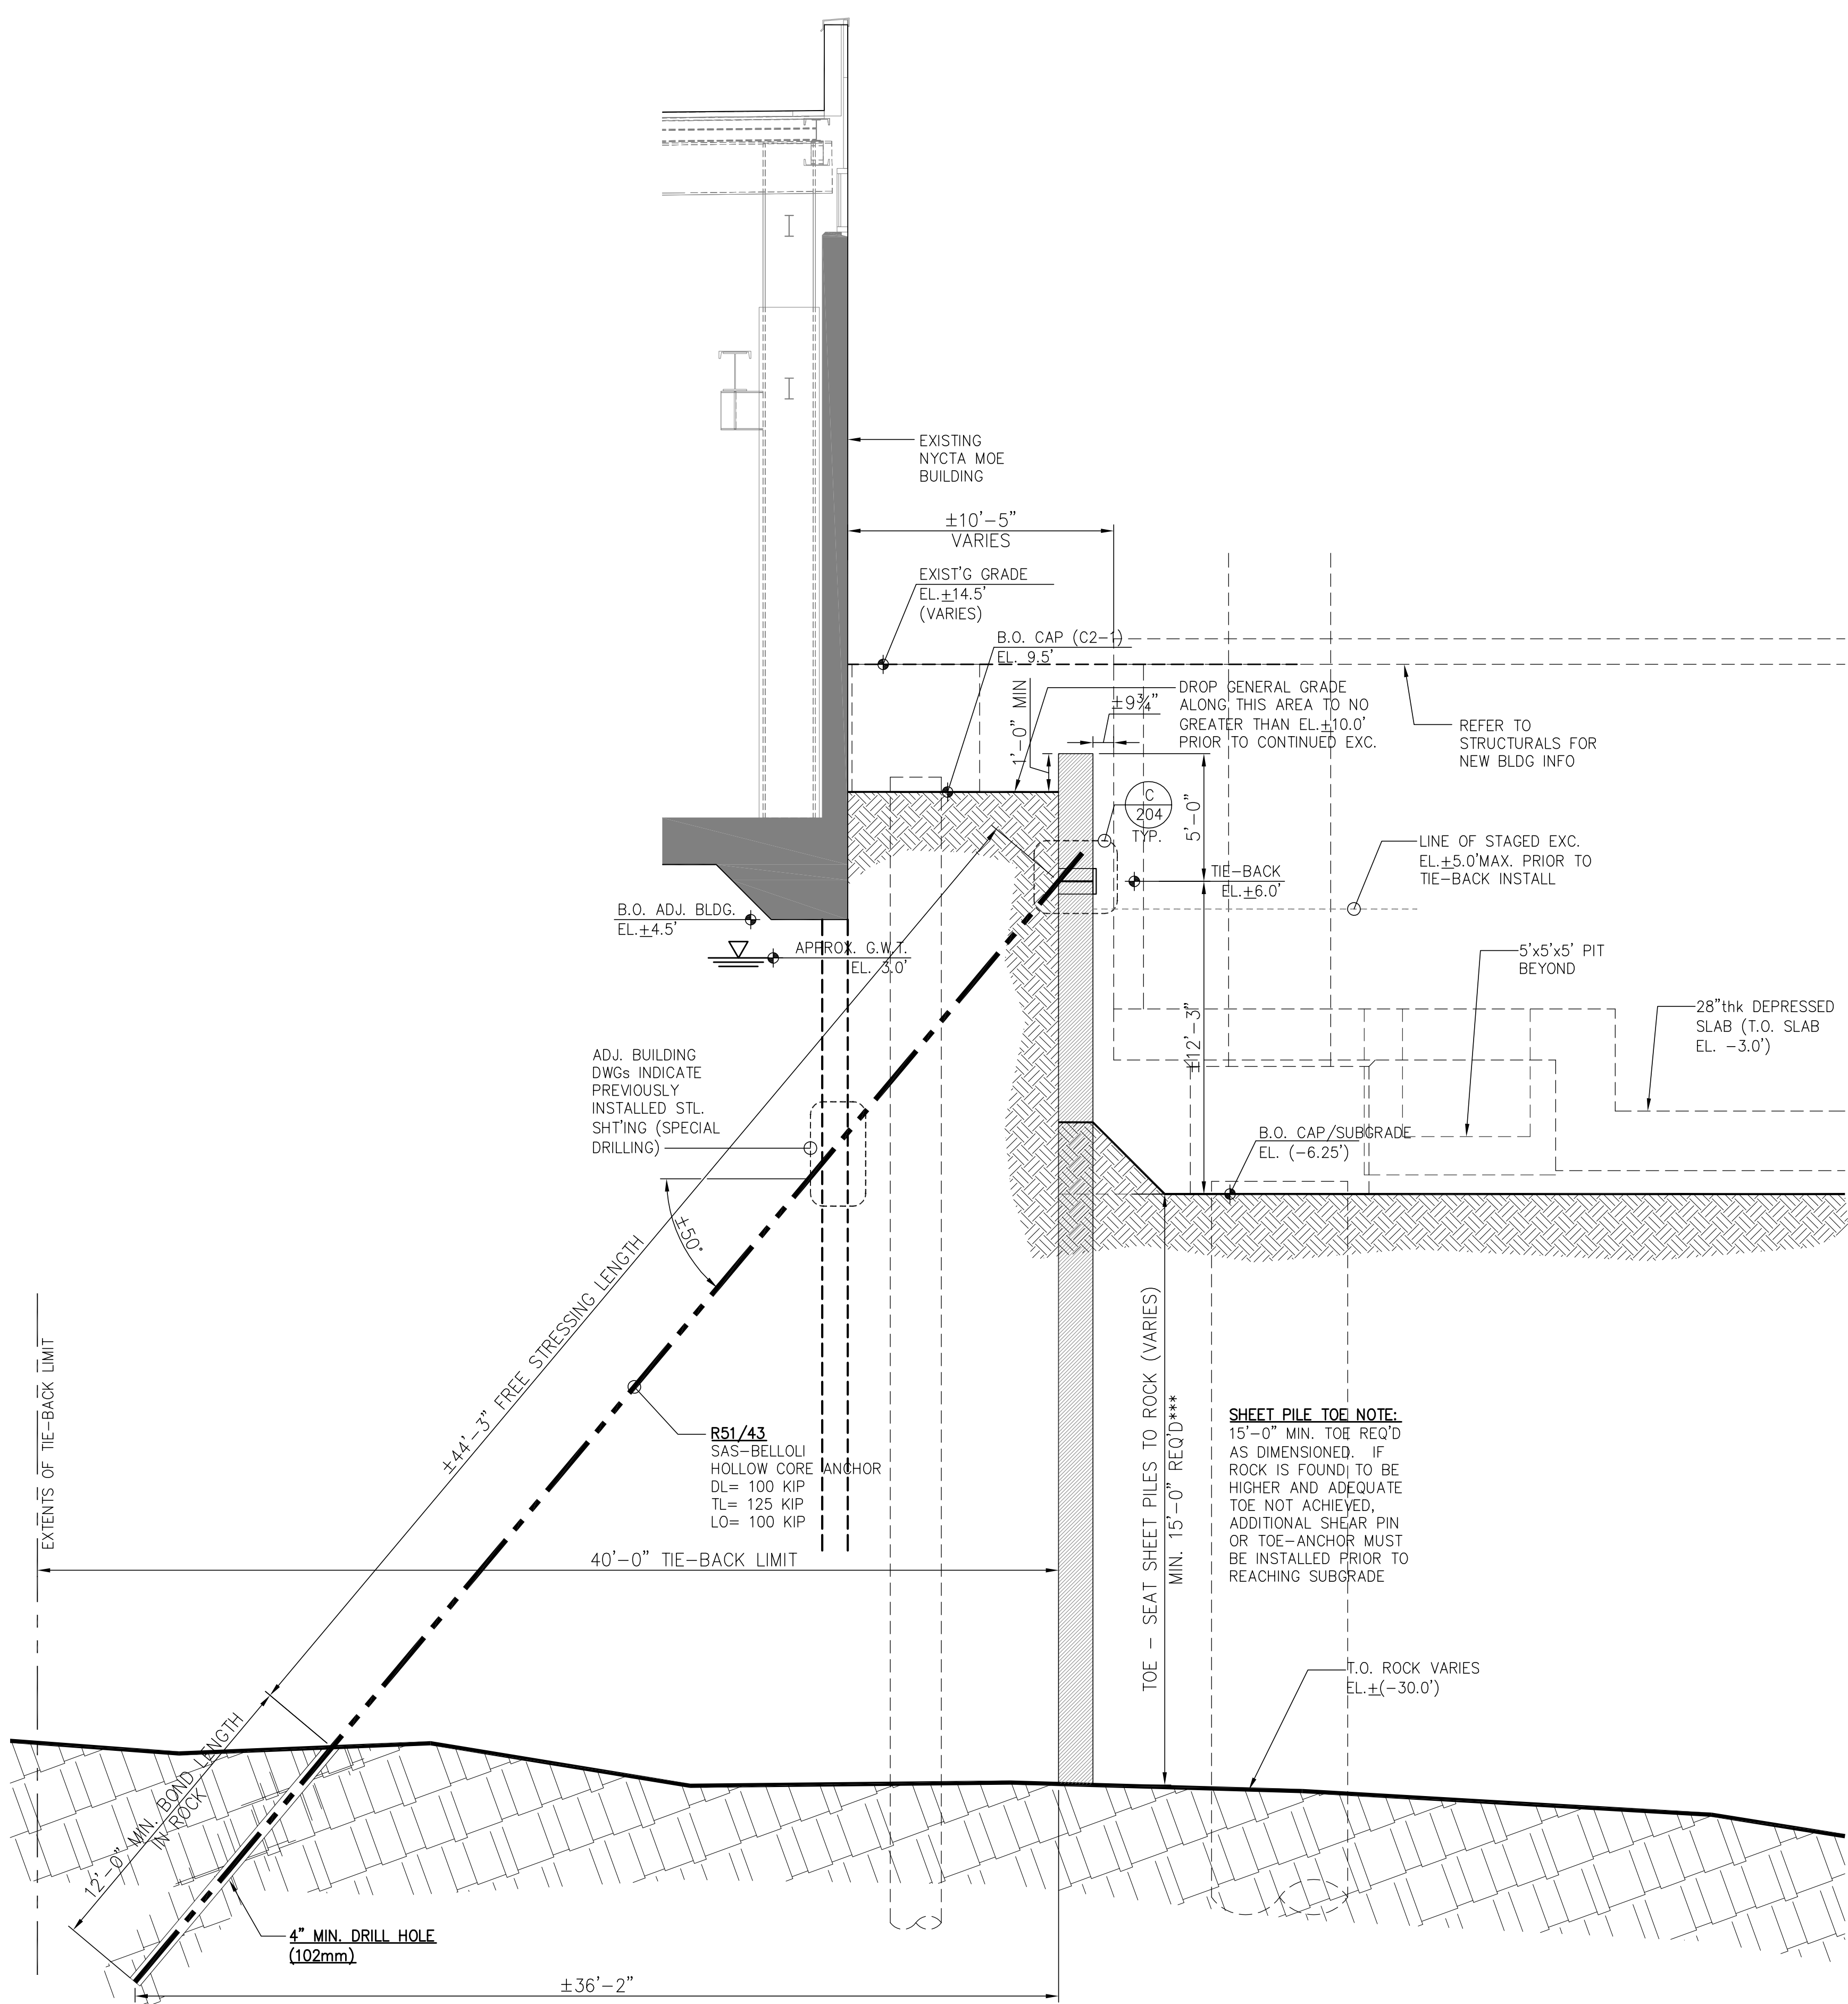 EXISTING
NYCTA MOE
BUILDING
±10'-5"
VARIES
EXIST'G GRADE
EL.±14.5'
(VARIES)
B.O. CAP (C2-1)
EL. 9.5'
1'-0" MIN
±9¾"
DROP GENERAL GRADE
ALONG THIS AREA TO NO
GREATER THAN EL.±10.0'
PRIOR TO CONTINUED EXC.
REFER TO
STRUCTURALS FOR
NEW BLDG INFO
C
204
TYP.
5'-0"
LINE OF STAGED EXC.
EL.±5.0'MAX. PRIOR TO
TIE-BACK INSTALL
TIE-BACK
EL.±6.0'
B.O. ADJ. BLDG.
EL.±4.5'
APPROX. G.W.T.
EL. 3.0'
5'x5'x5' PIT
BEYOND
28"thk DEPRESSED
SLAB (T.O. SLAB
EL. -3.0')
±12'-3"
ADJ. BUILDING
DWGs INDICATE
PREVIOUSLY
INSTALLED STL.
SHT'ING (SPECIAL
DRILLING)
B.O. CAP/SUBGRADE
EL. (-6.25')
±50°
±44'-3" FREE STRESSING LENGTH
EXTENTS OF TIE-BACK LIMIT
R51/43
SAS-BELLOLI
HOLLOW CORE ANCHOR
DL= 100 KIP
TL= 125 KIP
LO= 100 KIP
TOE - SEAT SHEET PILES TO ROCK (VARIES)
MIN. 15'-0" REQ'D***
SHEET PILE TOE NOTE:
15'-0" MIN. TOE REQ'D
AS DIMENSIONED. IF
ROCK IS FOUND TO BE
HIGHER AND ADEQUATE
TOE NOT ACHIEVED,
ADDITIONAL SHEAR PIN
OR TOE-ANCHOR MUST
BE INSTALLED PRIOR TO
REACHING SUBGRADE
40'-0" TIE-BACK LIMIT
T.O. ROCK VARIES
EL.±(-30.0')
12'-0" MIN. BOND LENGTH
IN ROCK
4" MIN. DRILL HOLE
(102mm)
±36'-2"